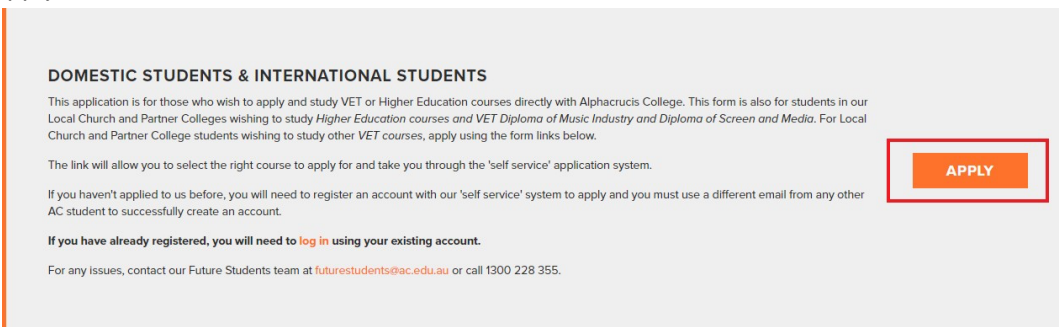 DOMESTIC STUDENTS & INTERNATIONAL STUDENTS
This application is for those who wish to apply and study VET or Higher Education courses directly with Alphacrucis College. This form is also for students in our
Local Church and Partner Colleges wishing to study Higher Education courses and VET Diploma of Music Industry and Diploma of Screen and Media. For Local
Church and Partner College students wishing to study other VET courses, apply using the form links below.
The link will allow you to select the right course to apply for and take you through the 'self service' application system.
APPLY
If you haven't applied to us before, you will need to register an account with our 'self service' system to apply and you must use a different email from any other
AC student to successfully create an account.
If you have already registered, you will need to log in using your existing account.
For any issues, contact our Future Students team at futurestudents@ac.edu.au or call 1300 228 355.